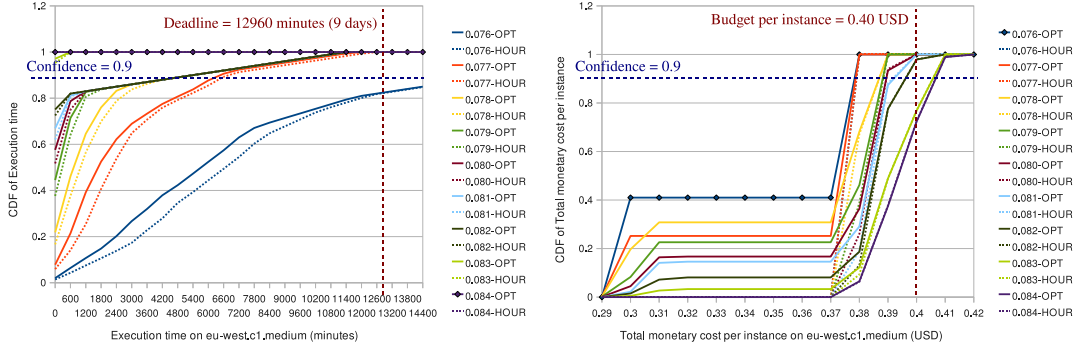 Deadline = 12960 minutes (9 days)
Confidence = 0.9
CDF of Execution time
1.2
1
0.8
0.6
0.4
0.2
0
0 600 1200 1800 2400 3000 3600 4200 4800 5400 6000 6600 7200 7800 8400 9000 9600 10200 10800 11400 12000 12600 13200 13800 14400
Execution time on eu-west.c1.medium (minutes)
0.076-OPT
0.076-HOUR
0.077-OPT
0.077-HOUR
0.078-OPT
0.078-HOUR
0.079-OPT
0.079-HOUR
0.080-OPT
0.080-HOUR
0.081-OPT
0.081-HOUR
0.082-OPT
0.082-HOUR
0.083-OPT
0.083-HOUR
0.084-OPT
0.084-HOUR
Budget per instance = 0.40 USD
Confidence = 0.9
CDF of Total monetary cost per instance
1.2
1
0.8
0.6
0.4
0.2
0
0.29 0.3 0.31 0.32 0.33 0.34 0.35 0.36 0.37 0.38 0.39 0.4 0.41 0.42
Total monetary cost per instance on eu-west.c1.medium (USD)
0.076-OPT
0.076-HOUR
0.077-OPT
0.077-HOUR
0.078-OPT
0.078-HOUR
0.079-OPT
0.079-HOUR
0.080-OPT
0.080-HOUR
0.081-OPT
0.081-HOUR
0.082-OPT
0.082-HOUR
0.083-OPT
0.083-HOUR
0.084-OPT
0.084-HOUR